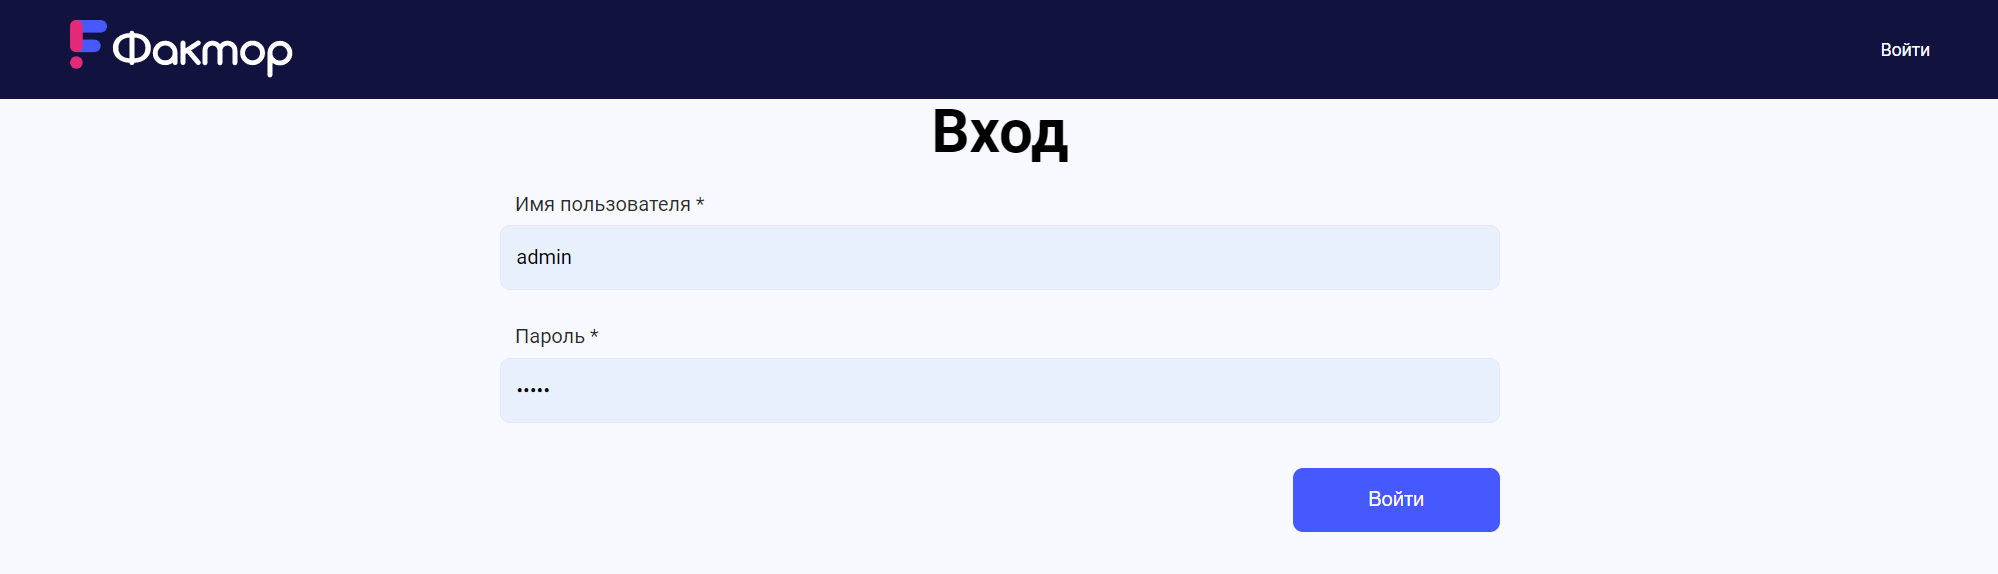 Фактор
Войти
Вход
Имя пользователя *
admin
Пароль *
•••••
Войти